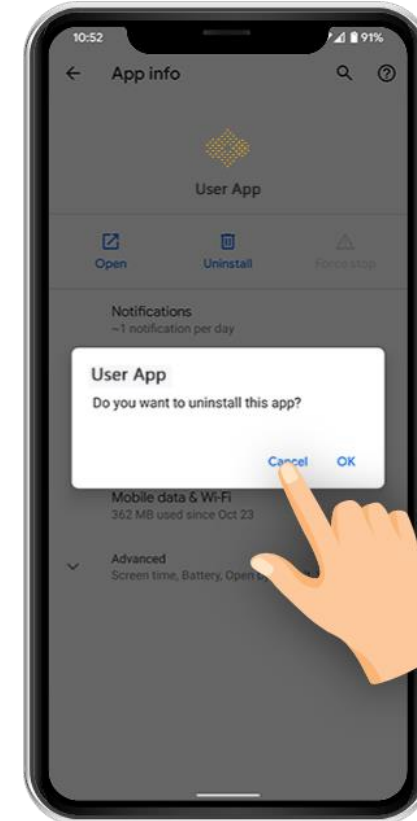 10:52 91%
App info
User App
Open Uninstall Force stop
Notifications
~1 notification per day
User App
Do you want to uninstall this app?
Cancel OK
Mobile data & Wi-Fi
362 MB used since Oct 23
Advanced
Screen time, Battery, Open